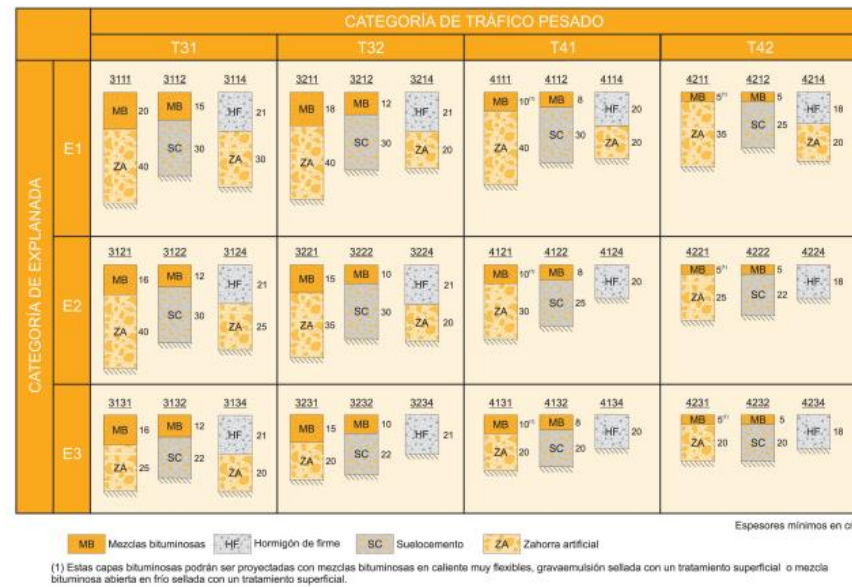 CATEGORÍA DE TRÁFICO PESADO
T31 T32 T41 T42
CATEGORÍA DE EXPLANADA
E1
3111 3112 3114 3211 3212 3214 4111 4112 4114 4211 4212 4214
MB 20 MB 15 HF 21 MB 18 MB 12 HF 21 MB 10(1) MB 8 HF 20 MB 5(1) MB 5 HF 18
ZA 40 SC 30 ZA 30 ZA 40 SC 30 ZA 20 ZA 40 SC 30 ZA 20 ZA 35 SC 25 ZA 20
E2
3121 3122 3124 3221 3222 3224 4121 4122 4124 4221 4222 4224
MB 16 MB 12 HF 21 MB 15 MB 10 HF 21 MB 10(1) MB 8 HF 20 MB 5(1) MB 5 HF 18
ZA 40 SC 30 ZA 25 ZA 35 SC 30 ZA 20 ZA 30 SC 25 ZA 25 SC 22
E3
3131 3132 3134 3231 3232 3234 4131 4132 4134 4231 4232 4234
MB 16 MB 12 HF 21 MB 15 MB 10 HF 21 MB 10(1) MB 8 HF 20 MB 5(1) MB 5 HF 18
ZA 25 SC 22 ZA 20 ZA 20 SC 22 ZA 20 SC 20 ZA 20 SC 20
Espesores mínimos en c
MB Mezclas bituminosas HF Hormigón de firme SC Suelocemento ZA Zahorra artificial
(1) Estas capas bituminosas podrán ser proyectadas con mezclas bituminosas en caliente muy flexibles, gravaemulsión sellada con un tratamiento superficial o mezcla
bituminosa abierta en frío sellada con un tratamiento superficial.